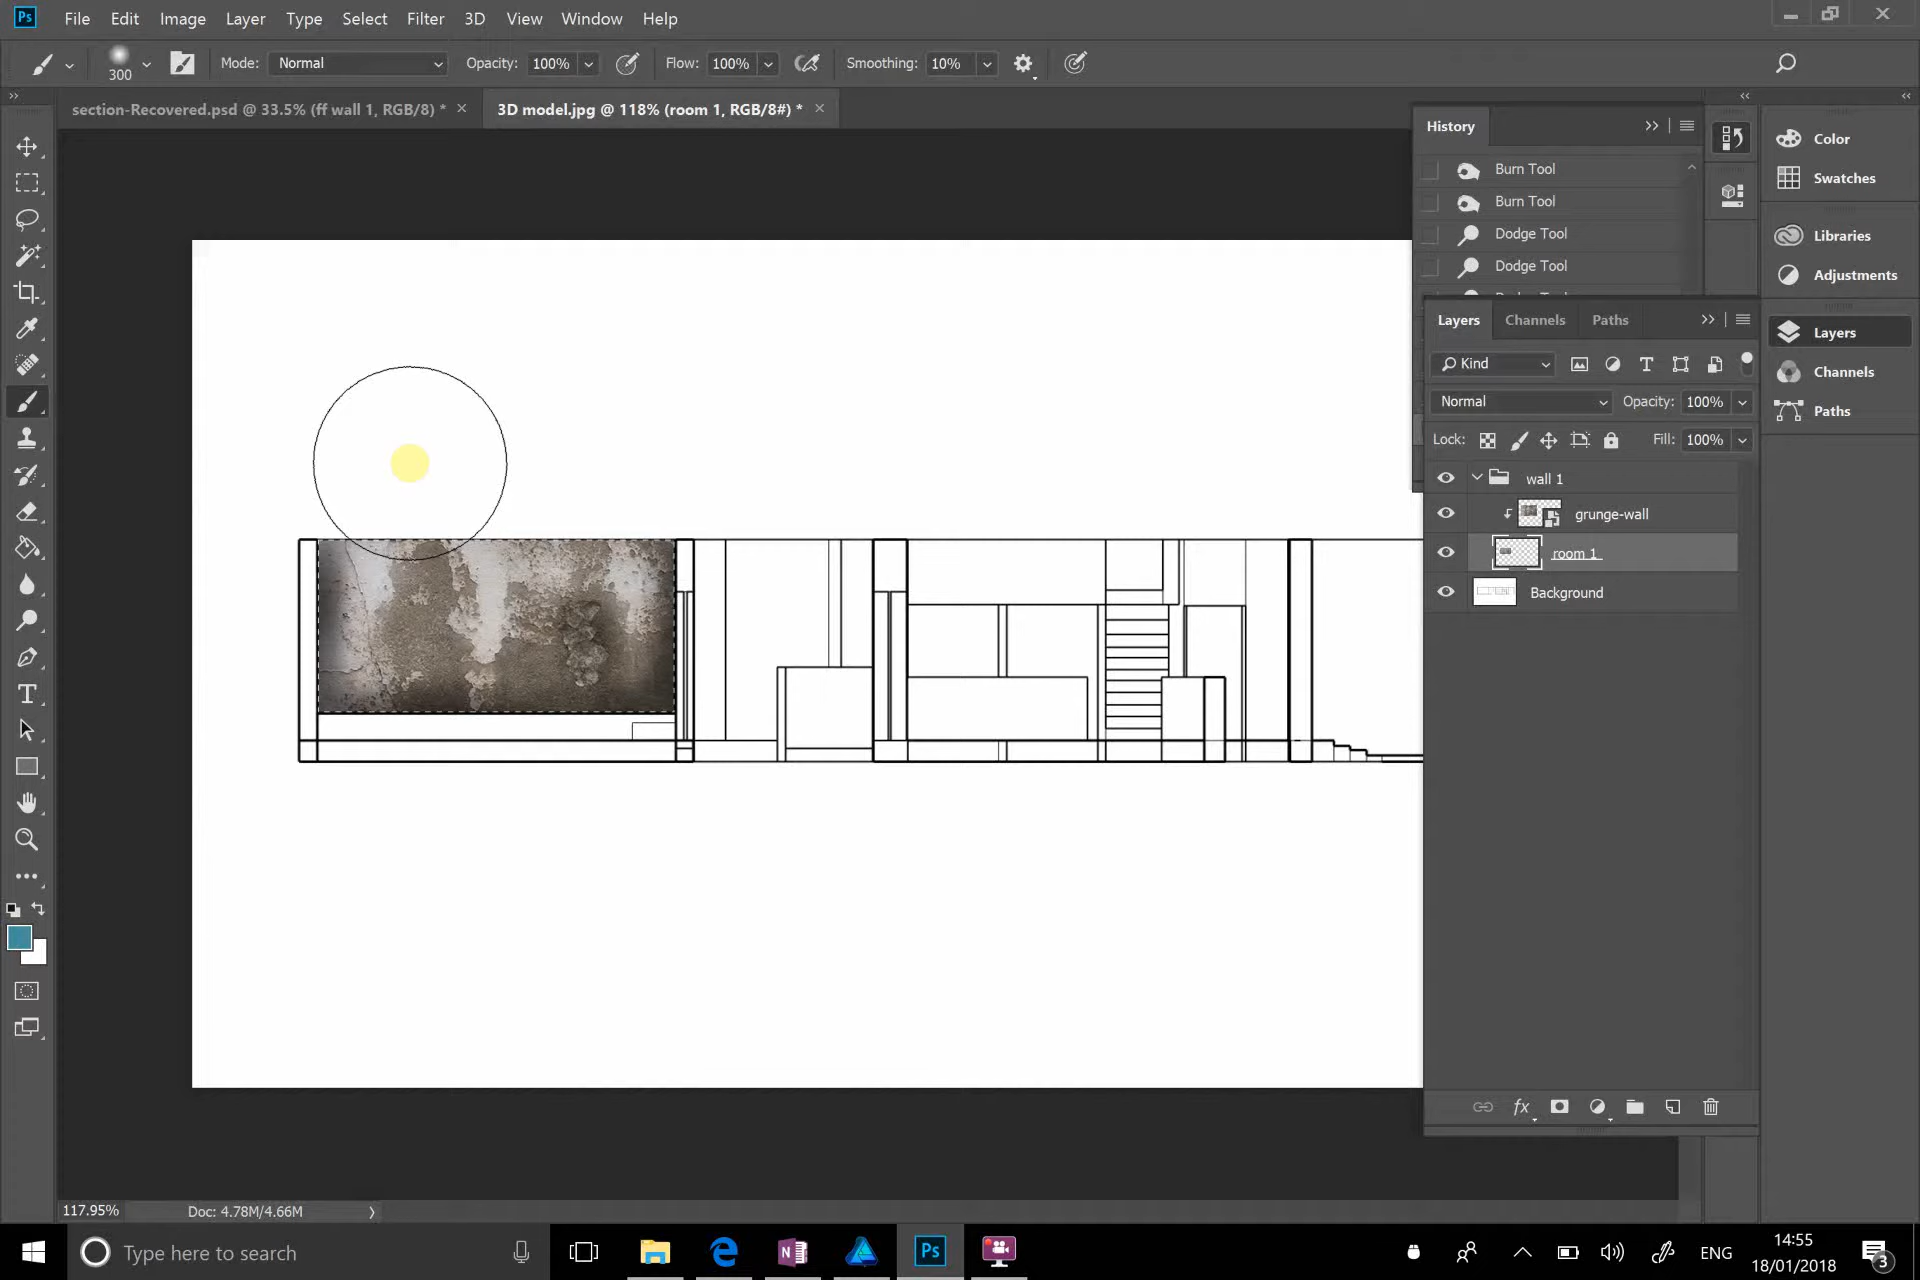 Ps File Edit Image Layer Type Select Filter 3D View Window Help
300 Mode: Normal Opacity: 100% Flow: 100% Smoothing: 10%
section-Recovered.psd @ 33.5% (ff wall 1, RGB/8) * 3D model.jpg @ 118% (room 1, RGB/8#) *
History
Burn Tool
Burn Tool
Dodge Tool
Dodge Tool
Color
Swatches
Libraries
Adjustments
Layers
Channels
Paths
Layers Channels Paths
Kind
Normal Opacity: 100%
Lock: Fill: 100%
wall 1
grunge-wall
room 1
Background
fx
117.95% Doc: 4.78M/4.66M
Type here to search
Ps
ENG
14:55
18/01/2018
3